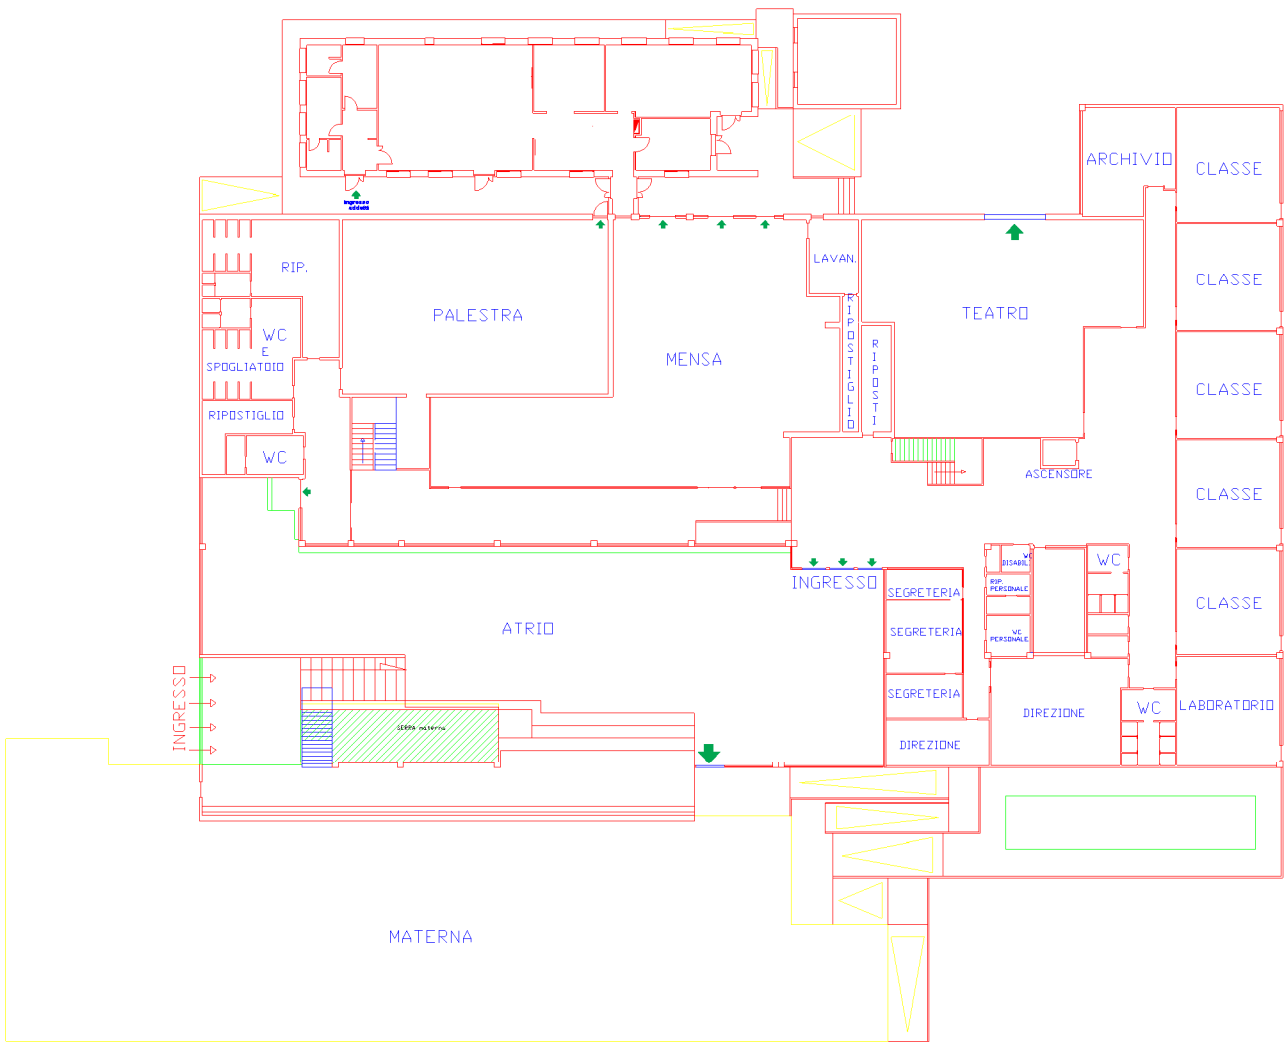 ARCHIVIO
CLASSE
Ingresso
addetti
LAVAN.
RIP.
CLASSE
PALESTRA
TEATRO
RIPOSTIGLIO
RIPOSTI
WC
E
SPOGLIATOIO
MENSA
CLASSE
RIPOSTIGLIO
WC
ASCENSORE
CLASSE
WC
DISABIL
WC
INGRESSO
RIP.
PERSONALE
SEGRETERIA
CLASSE
ATRIO
SEGRETERIA
WC
PERSONALE
INGRESSO
SEGRETERIA
DIREZIONE
WC
LABORATORIO
SERRA materna
DIREZIONE
MATERNA